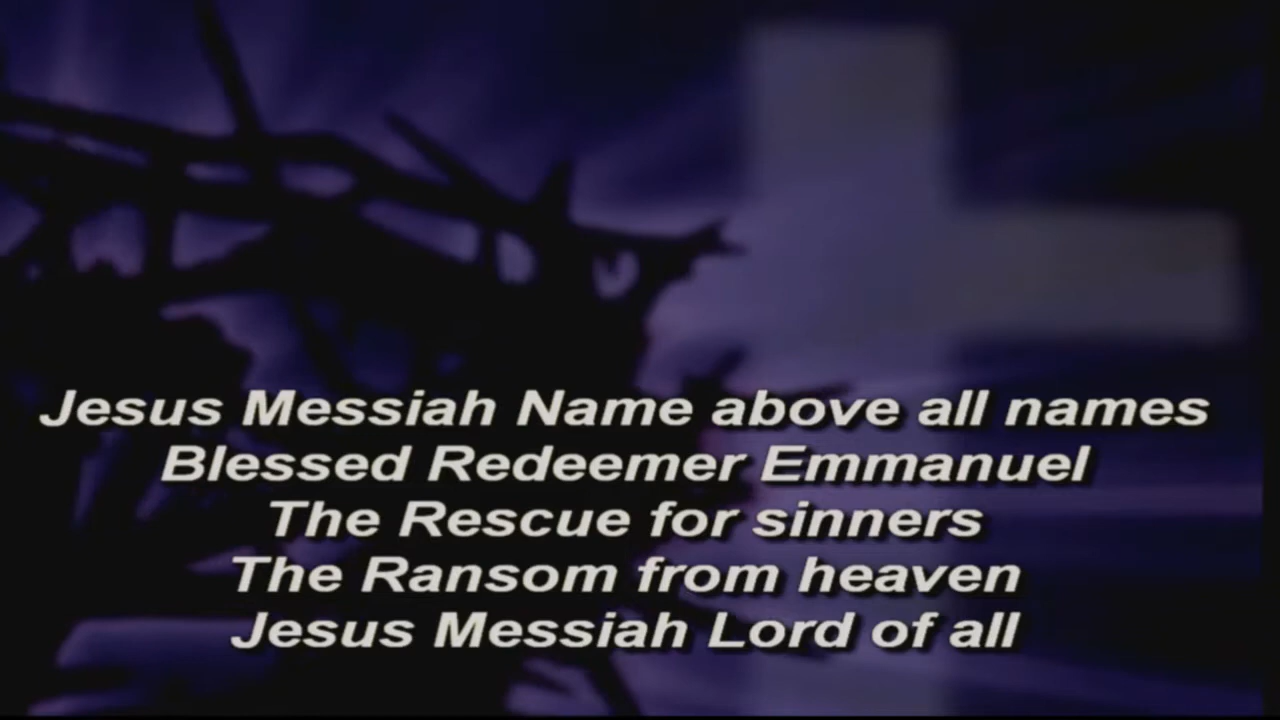 Jesus Messiah Name above all names
Blessed Redeemer Emmanuel
The Rescue for sinners
The Ransom from heaven
Jesus Messiah Lord of all